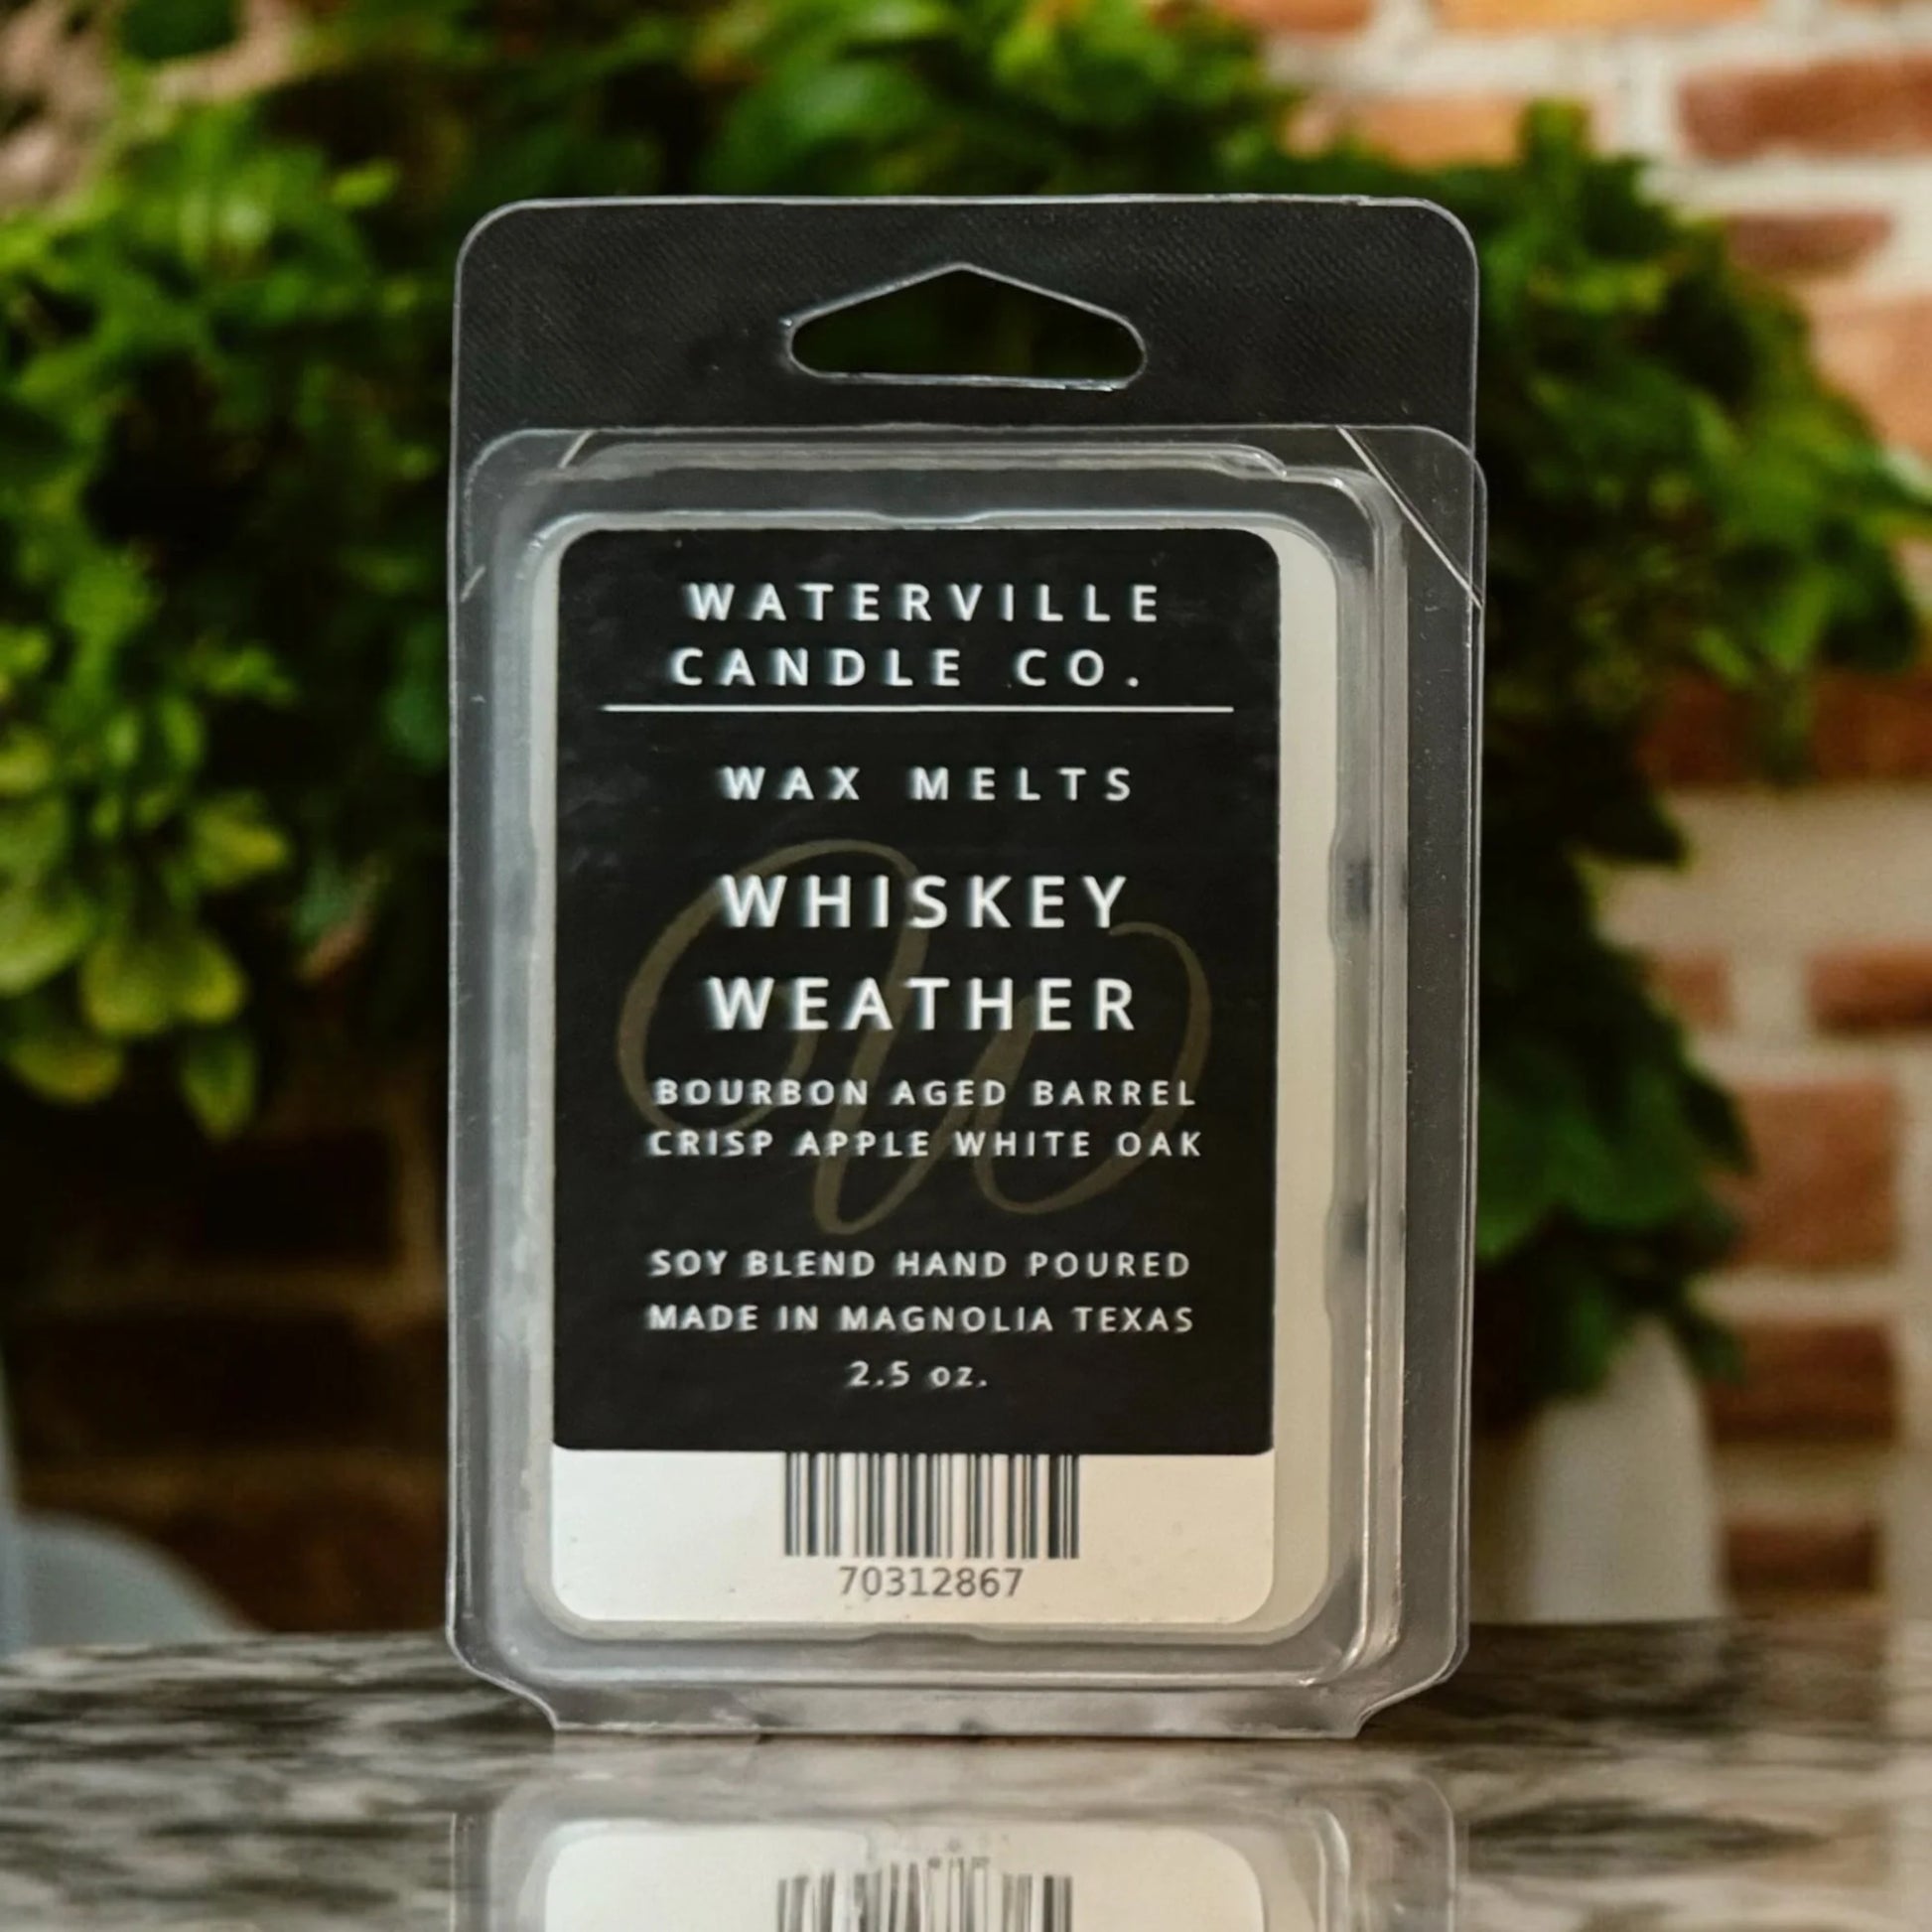 WATERVILLE
CANDLE CO.
WAX MELTS
WHISKEY
WEATHER
BOURBON AGED BARREL
CRISP APPLE WHITE OAK
SOY BLEND HAND POURED
MADE IN MAGNOLIA TEXAS
2.5 oz.
70312867